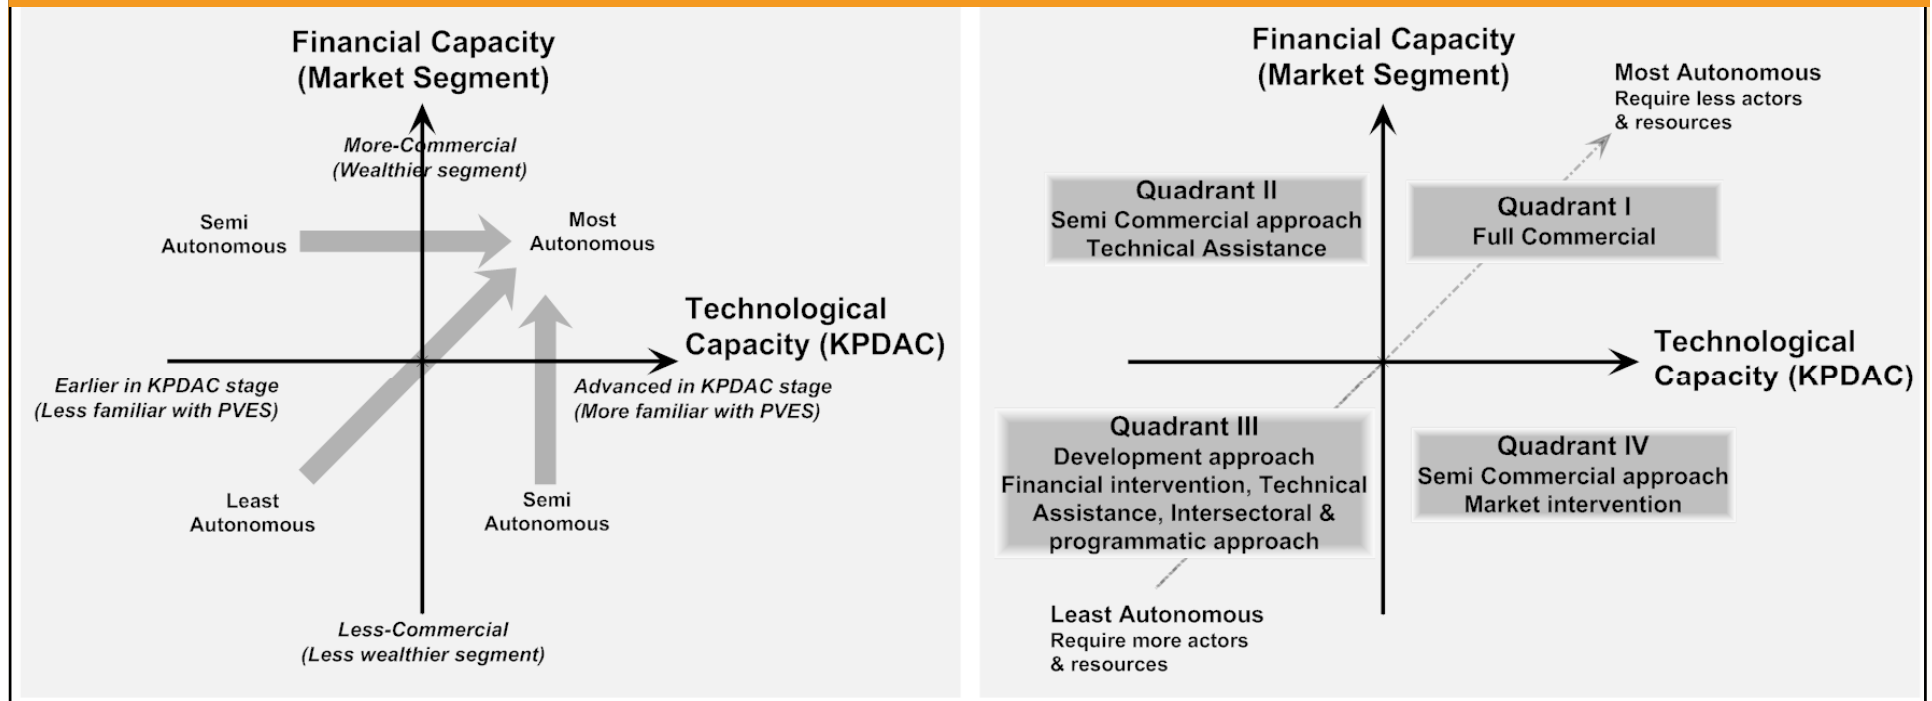 Financial Capacity
(Market Segment)
More-Commercial
(Wealthier segment)
Semi
Autonomous
Most
Autonomous
Technological
Capacity (KPDAC)
Earlier in KPDAC stage
(Less familiar with PVES)
Advanced in KPDAC stage
(More familiar with PVES)
Least
Autonomous
Semi
Autonomous
Less-Commercial
(Less wealthier segment)
Financial Capacity
(Market Segment)
Most Autonomous
Require less actors
& resources
Quadrant II
Semi Commercial approach
Technical Assistance
Quadrant I
Full Commercial
Technological
Capacity (KPDAC)
Quadrant III
Development approach
Financial intervention, Technical
Assistance, Intersectoral &
programmatic approach
Quadrant IV
Semi Commercial approach
Market intervention
Least Autonomous
Require more actors
& resources